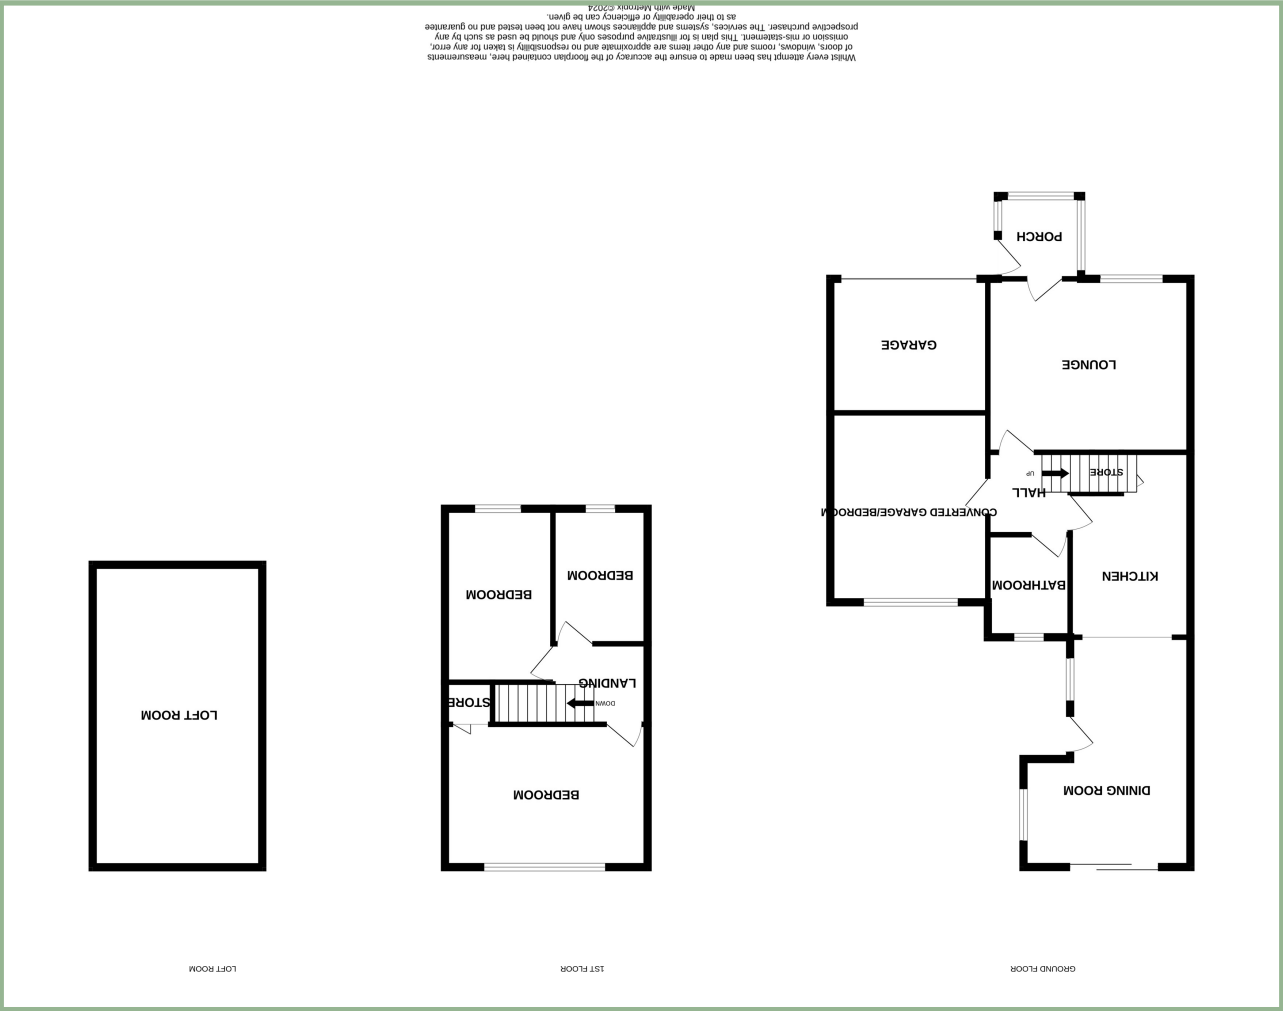 GROUND FLOOR
1ST FLOOR
LOFT ROOM
DINING ROOM
KITCHEN
BATHROOM
HALL
CONVERTED GARAGE/BEDROOM
STORE
UP
LOUNGE
GARAGE
PORCH
BEDROOM
STORE
DOWN
LANDING
BEDROOM
BEDROOM
LOFT ROOM
Whilst every attempt has been made to ensure the accuracy of the floorplan contained here, measurements
of doors, windows, rooms and any other items are approximate and no responsibility is taken for any error,
omission or mis-statement. This plan is for illustrative purposes only and should be used as such by any
prospective purchaser. The services, systems and appliances shown have not been tested and no guarantee
as to their operability or efficiency can be given.
Made with Metropix ©2024